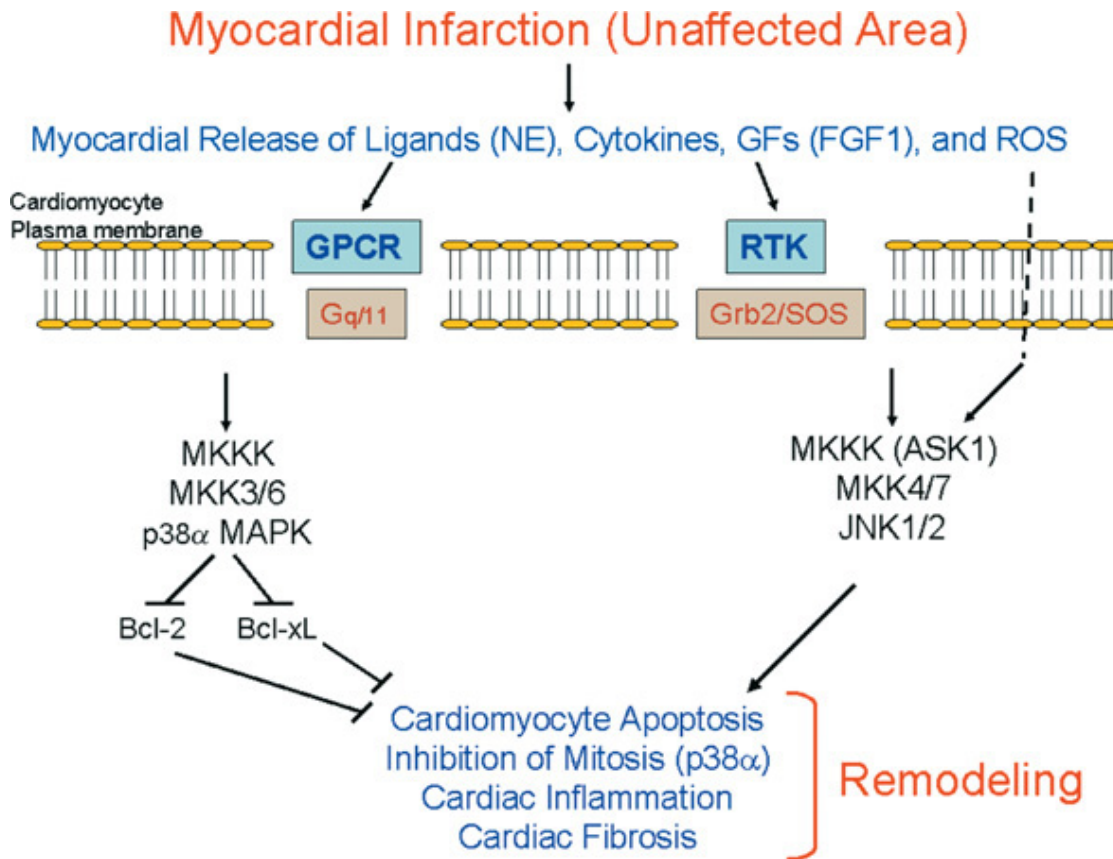 Myocardial Infarction (Unaffected Area)
Myocardial Release of Ligands (NE), Cytokines, GFs (FGF1), and ROS
Cardiomyocyte
Plasma membrane
GPCR
RTK
Gq/11
Grb2/SOS
MKKK
MKK3/6
p38α MAPK
MKKK (ASK1)
MKK4/7
JNK1/2
Bcl-2
Bcl-xL
Cardiomyocyte Apoptosis
Inhibition of Mitosis (p38α)
Cardiac Inflammation
Cardiac Fibrosis
Remodeling